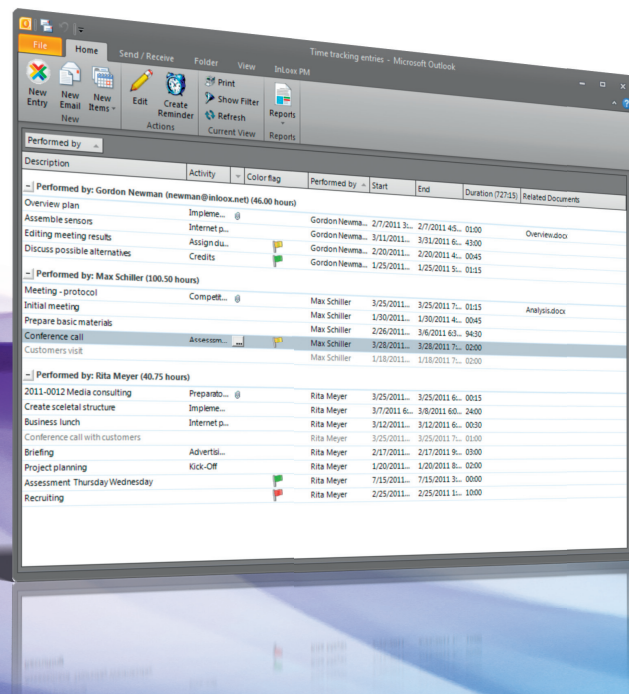 Time tracking entries - Microsoft Outlook
File Home Send / Receive Folder View InLoox PM
New Entry New Email New Items Edit Create Reminder Print Show Filter Refresh Reports
New Actions Current View Reports
Performed by
Description Activity Color flag Performed by Start End Duration (727:15) Related Documents
Performed by: Gordon Newman (newman@inloox.net) (46.00 hours)
Overview plan Impleme... Gordon Newma... 2/7/2011 3:... 2/7/2011 4:5... 01:00 Overview.docx
Assemble sensors Internet p... Gordon Newma... 3/11/2011... 3/31/2011 6:... 43:00
Editing meeting results Assign du... Gordon Newma... 2/20/2011... 2/20/2011 4:... 00:45
Discuss possible alternatives Credits Gordon Newma... 1/25/2011... 1/25/2011 5:... 01:15
Performed by: Max Schiller (100.50 hours)
Meeting - protocol Competit... Max Schiller 3/25/2011... 3/25/2011 7:... 01:15 Analysis.docx
Initial meeting Max Schiller 1/30/2011... 1/30/2011 4:... 00:45
Prepare basic materials Max Schiller 2/26/2011... 3/6/2011 6:3... 94:30
Conference call Assessm... ... Max Schiller 3/28/2011... 3/28/2011 7:... 02:00
Customers visit Max Schiller 1/18/2011... 1/18/2011 7:... 02:00
Performed by: Rita Meyer (40.75 hours)
2011-0012 Media consulting Preparato... Rita Meyer 3/25/2011... 3/25/2011 6:... 00:15
Create sceletal structure Impleme... Rita Meyer 3/7/2011 6:... 3/8/2011 6:0... 24:00
Business lunch Internet p... Rita Meyer 3/12/2011... 3/12/2011 6:... 00:30
Conference call with customers Rita Meyer 3/25/2011... 3/25/2011 7:... 01:00
Briefing Advertisi... Rita Meyer 2/17/2011... 2/17/2011 9:... 03:00
Project planning Kick-Off Rita Meyer 1/20/2011... 1/20/2011 8:... 02:00
Assessment Thursday Wednesday Rita Meyer 7/15/2011... 7/15/2011 3:... 00:00
Recruiting Rita Meyer 2/25/2011... 2/25/2011 1:... 10:00